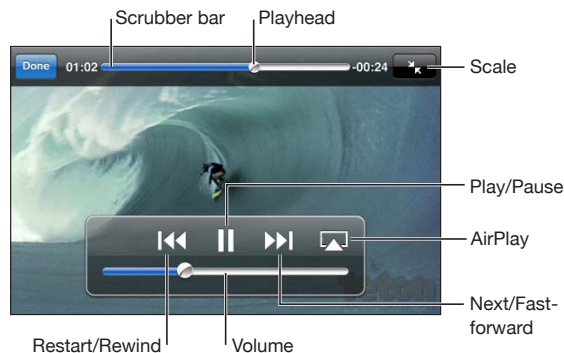 Scrubber bar Playhead
Done 01:02 -00:24
Scale
Play/Pause
AirPlay
Next/Fast-
forward
Restart/Rewind Volume